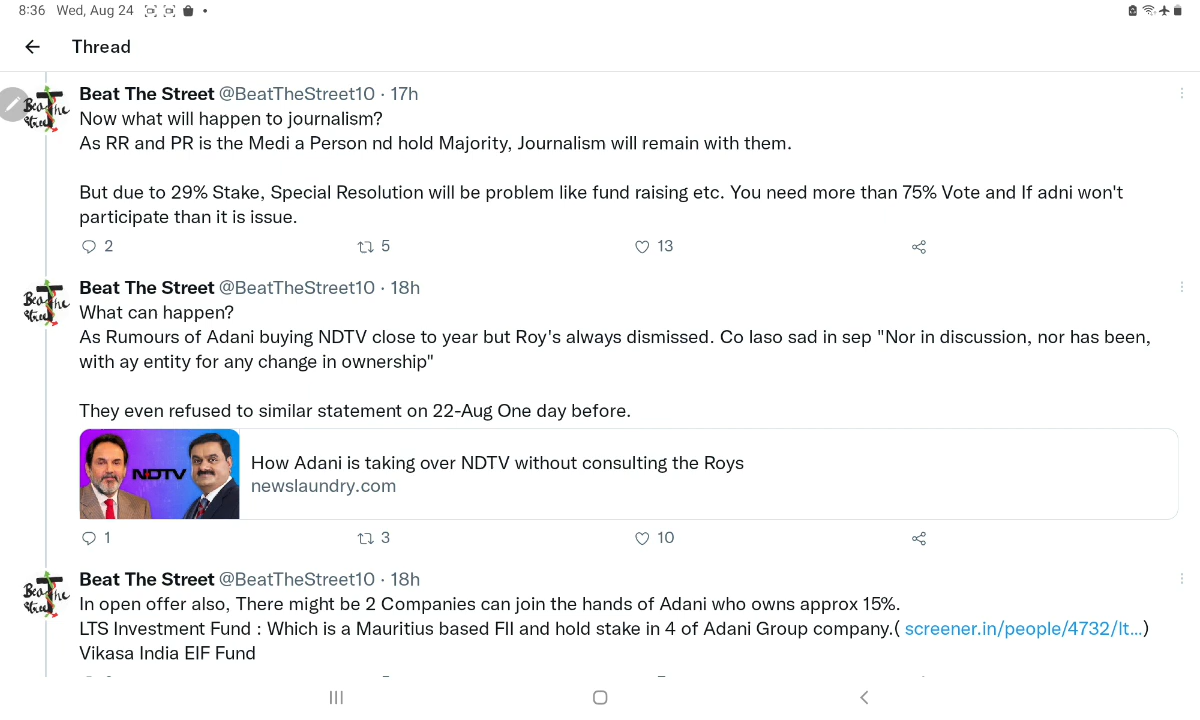 8:36 Wed, Aug 24
Thread
Beat The Street @BeatTheStreet10 · 17h
Now what will happen to journalism?
As RR and PR is the Medi a Person nd hold Majority, Journalism will remain with them.
But due to 29% Stake, Special Resolution will be problem like fund raising etc. You need more than 75% Vote and If adni won't
participate than it is issue.
2 5 13
Beat The Street @BeatTheStreet10 · 18h
What can happen?
As Rumours of Adani buying NDTV close to year but Roy's always dismissed. Co laso sad in sep "Nor in discussion, nor has been,
with ay entity for any change in ownership"
They even refused to similar statement on 22-Aug One day before.
NDTV
How Adani is taking over NDTV without consulting the Roys
newslaundry.com
1 3 10
Beat The Street @BeatTheStreet10 · 18h
In open offer also, There might be 2 Companies can join the hands of Adani who owns approx 15%.
LTS Investment Fund : Which is a Mauritius based FII and hold stake in 4 of Adani Group company.( screener.in/people/4732/lt...)
Vikasa India EIF Fund